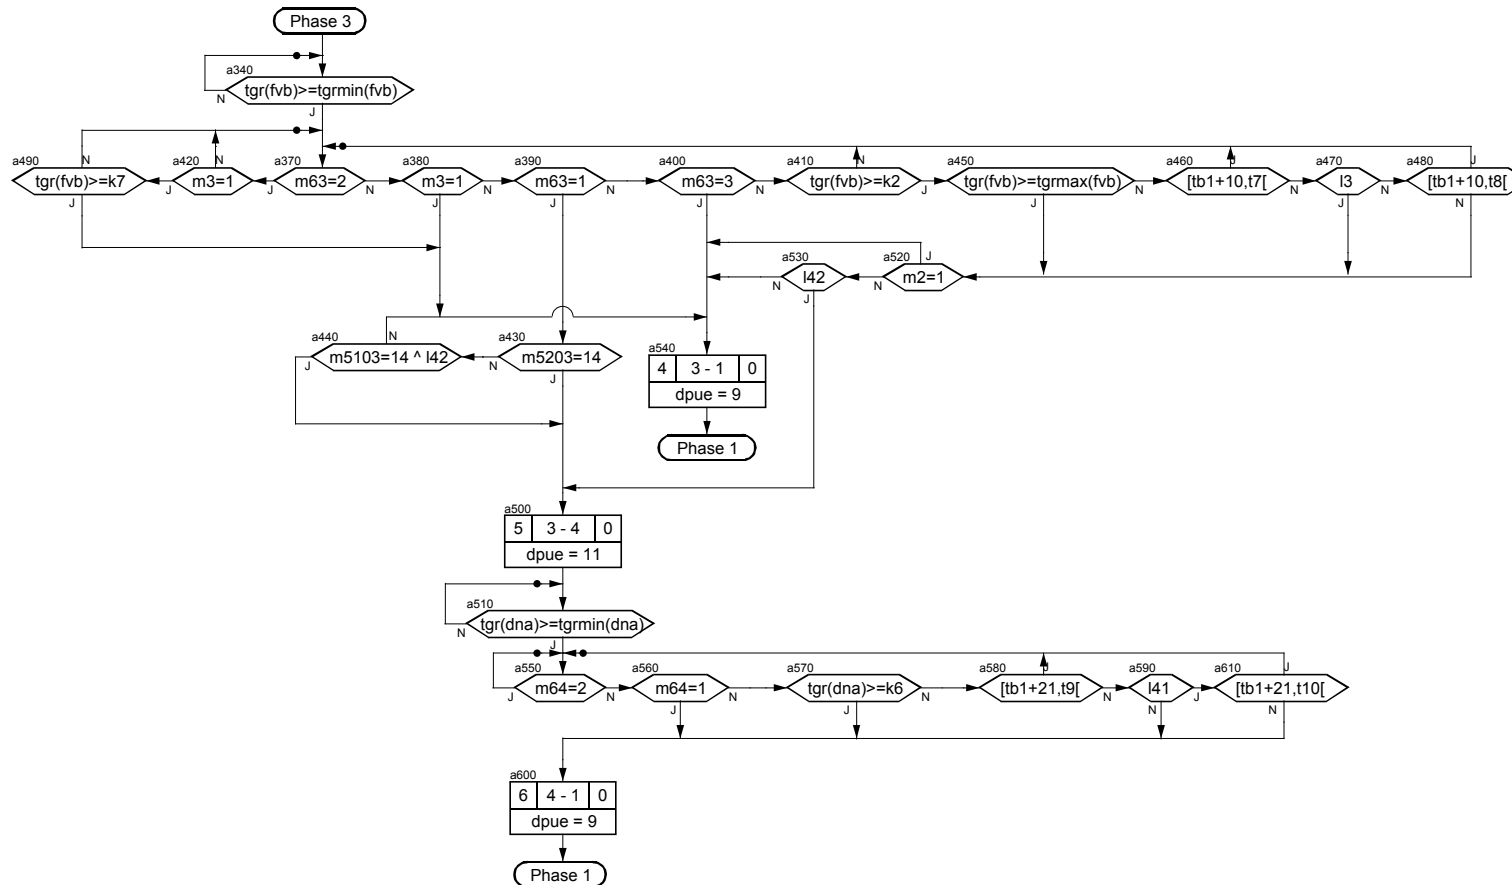 Phase 3
a340
tgr(fvb)>=tgrmin(fvb)
N
J
a490
tgr(fvb)>=k7
N
J
a420
m3=1
N
J
a370
m63=2
J
N
a380
m3=1
N
J
a390
m63=1
N
J
a400
m63=3
N
J
a410
tgr(fvb)>=k2
N
J
a450
tgr(fvb)>=tgrmax(fvb)
N
J
a460
[tb1+10,t7[
J
N
a470
l3
N
J
a480
[tb1+10,t8[
J
N
a530
l42
N
J
a520
m2=1
J
N
a440
m5103=14 ^ l42
N
J
a430
m5203=14
N
J
a540
4 3 - 1 0
dpue = 9
Phase 1
a500
5 3 - 4 0
dpue = 11
a510
tgr(dna)>=tgrmin(dna)
N
J
a550
m64=2
J
N
a560
m64=1
N
J
a570
tgr(dna)>=k6
N
J
a580
[tb1+21,t9[
J
N
a590
l41
J
N
a610
[tb1+21,t10[
J
N
a600
6 4 - 1 0
dpue = 9
Phase 1